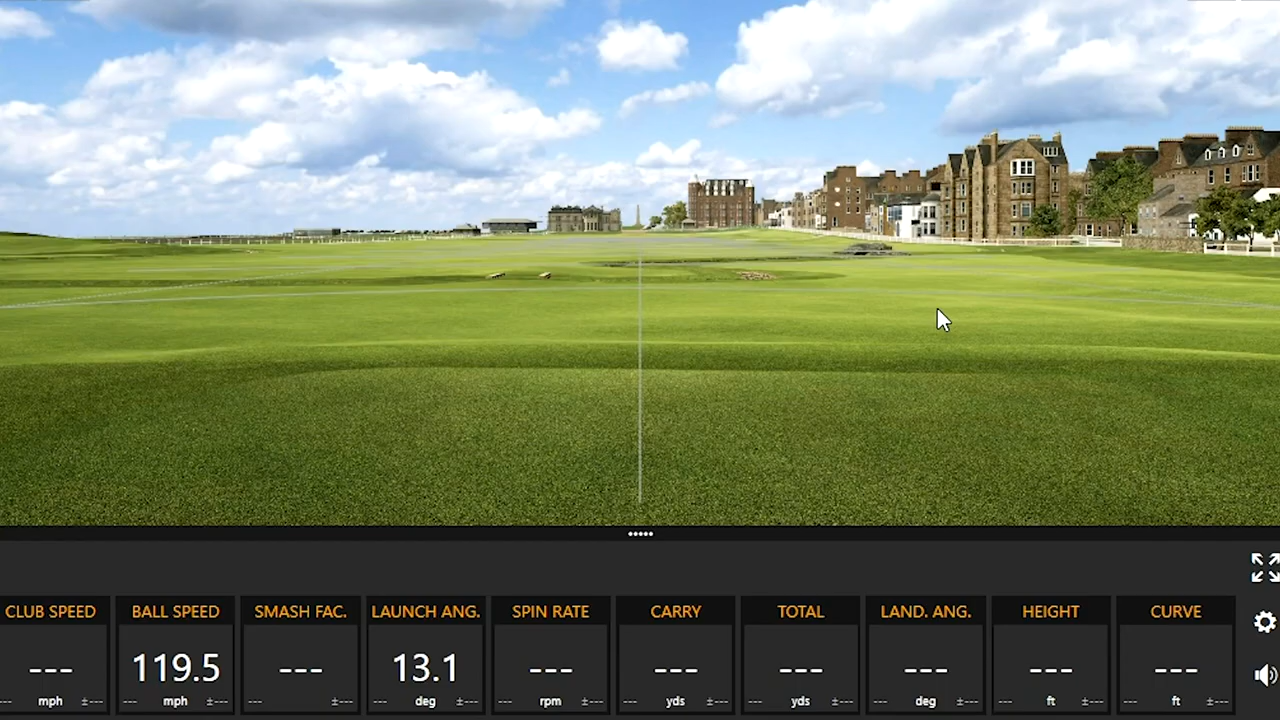 CLUB SPEED BALL SPEED SMASH FAC. LAUNCH ANG. SPIN RATE CARRY TOTAL LAND. ANG. HEIGHT CURVE
--- 119.5 --- 13.1 --- --- --- --- --- ---
--- mph ±--- --- mph ±--- --- ±--- --- deg ±--- --- rpm ±--- --- yds ±--- --- yds ±--- --- deg ±--- --- ft ±--- --- ft ±---